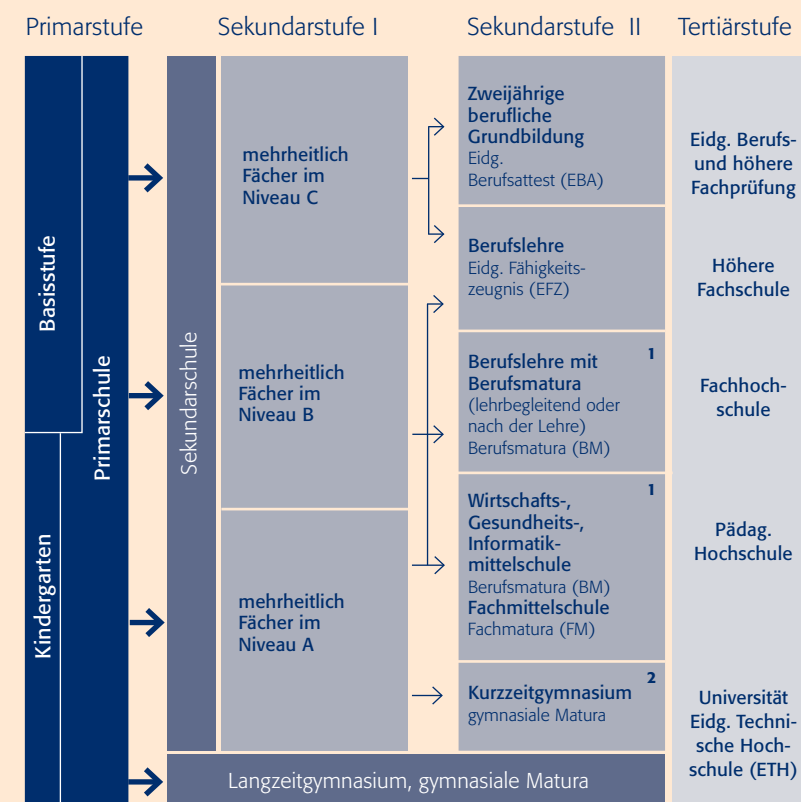 Primarstufe
Sekundarstufe I
Sekundarstufe II
Tertiärstufe
Basisstufe
Kindergarten
Primarschule
Sekundarschule
mehrheitlich
Fächer im
Niveau C
mehrheitlich
Fächer im
Niveau B
mehrheitlich
Fächer im
Niveau A
Zweijährige
berufliche
Grundbildung
Eidg.
Berufsattest (EBA)
Berufslehre
Eidg. Fähigkeits-
zeugnis (EFZ)
Berufslehre mit 1
Berufsmatura
(lehrbegleitend oder
nach der Lehre)
Berufsmatura (BM)
Wirtschafts-, 1
Gesundheits-,
Informatik-
mittelschule
Berufsmatura (BM)
Fachmittelschule
Fachmatura (FM)
Kurzzeitgymnasium 2
gymnasiale Matura
Langzeitgymnasium, gymnasiale Matura
Eidg. Berufs-
und höhere
Fachprüfung
Höhere
Fachschule
Fachhoch-
schule
Pädag.
Hochschule
Universität
Eidg. Techni-
sche Hoch-
schule (ETH)